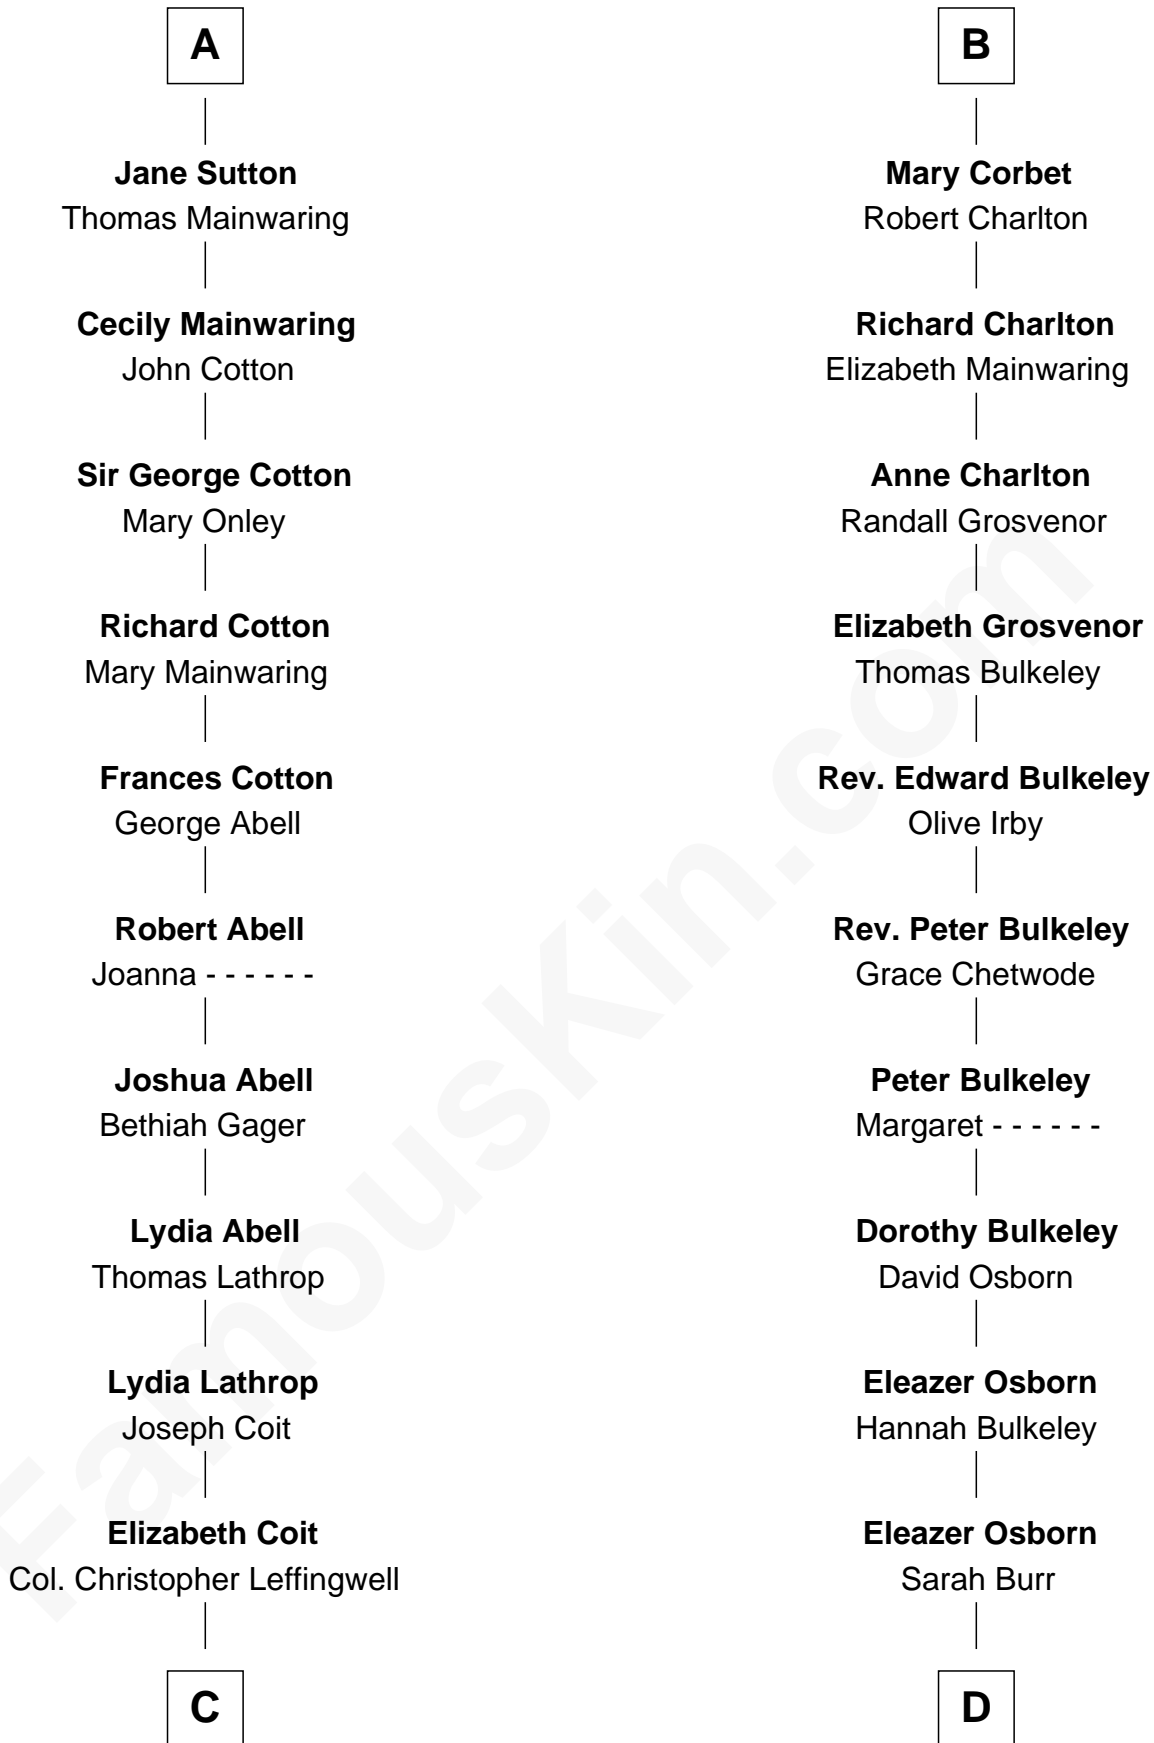 A
Jane Sutton
Thomas Mainwaring
Cecily Mainwaring
John Cotton
Sir George Cotton
Mary Onley
Richard Cotton
Mary Mainwaring
Frances Cotton
George Abell
Robert Abell
Joanna - - - - - -
Joshua Abell
Bethiah Gager
Lydia Abell
Thomas Lathrop
Lydia Lathrop
Joseph Coit
Elizabeth Coit
Col. Christopher Leffingwell
C
B
Mary Corbet
Robert Charlton
Richard Charlton
Elizabeth Mainwaring
Anne Charlton
Randall Grosvenor
Elizabeth Grosvenor
Thomas Bulkeley
Rev. Edward Bulkeley
Olive Irby
Rev. Peter Bulkeley
Grace Chetwode
Peter Bulkeley
Margaret - - - - - -
Dorothy Bulkeley
David Osborn
Eleazer Osborn
Hannah Bulkeley
Eleazer Osborn
Sarah Burr
D
FamousKin.com